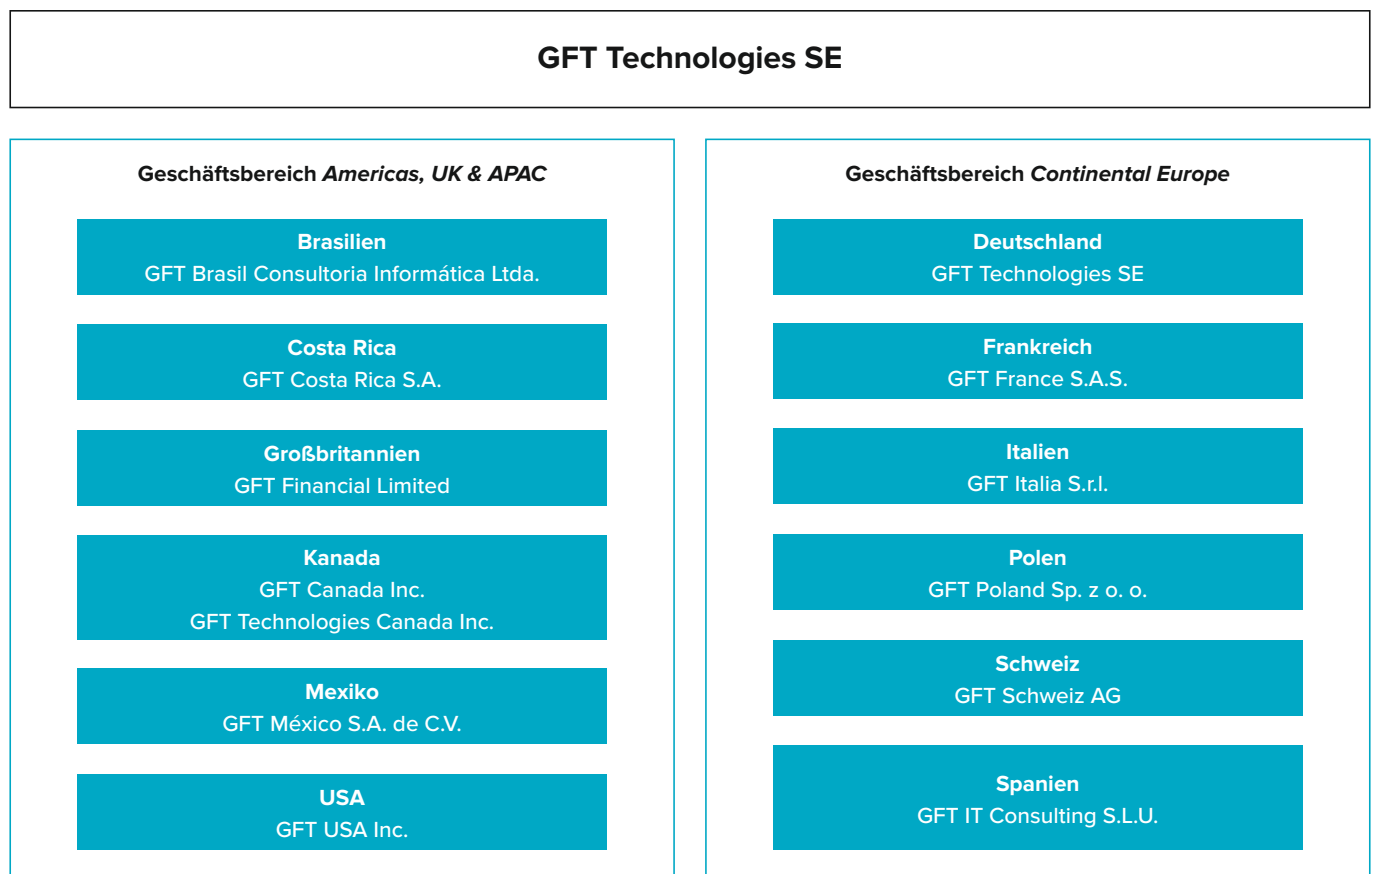 GFT Technologies SE
Geschäftsbereich Americas, UK & APAC
Brasilien
GFT Brasil Consultoria Informática Ltda.
Costa Rica
GFT Costa Rica S.A.
Großbritannien
GFT Financial Limited
Kanada
GFT Canada Inc.
GFT Technologies Canada Inc.
Mexiko
GFT México S.A. de C.V.
USA
GFT USA Inc.
Geschäftsbereich Continental Europe
Deutschland
GFT Technologies SE
Frankreich
GFT France S.A.S.
Italien
GFT Italia S.r.l.
Polen
GFT Poland Sp. z o. o.
Schweiz
GFT Schweiz AG
Spanien
GFT IT Consulting S.L.U.